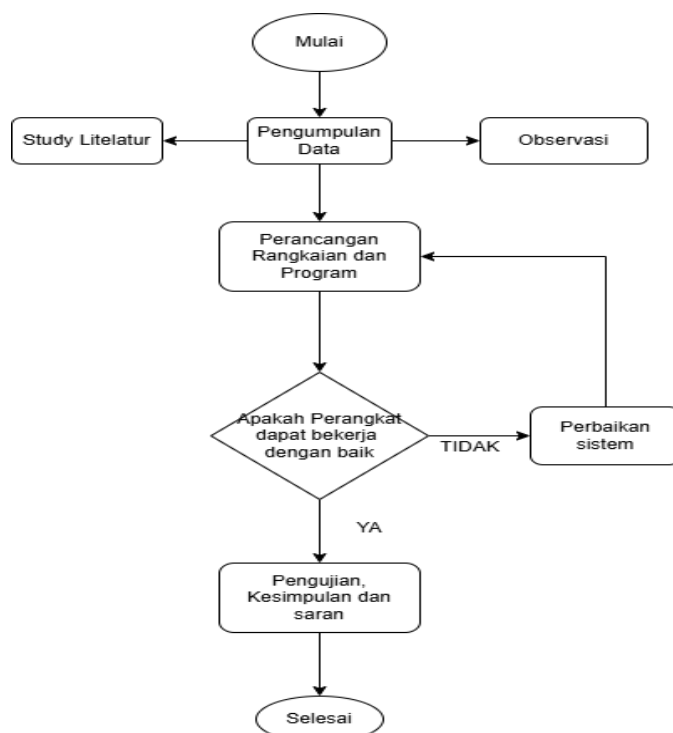 Mulai
Study Litelatur
Pengumpulan
Data
Observasi
Perancangan
Rangkaian dan
Program
Apakah Perangkat
dapat bekerja
dengan baik
TIDAK
Perbaikan
sistem
YA
Pengujian,
Kesimpulan dan
saran
Selesai